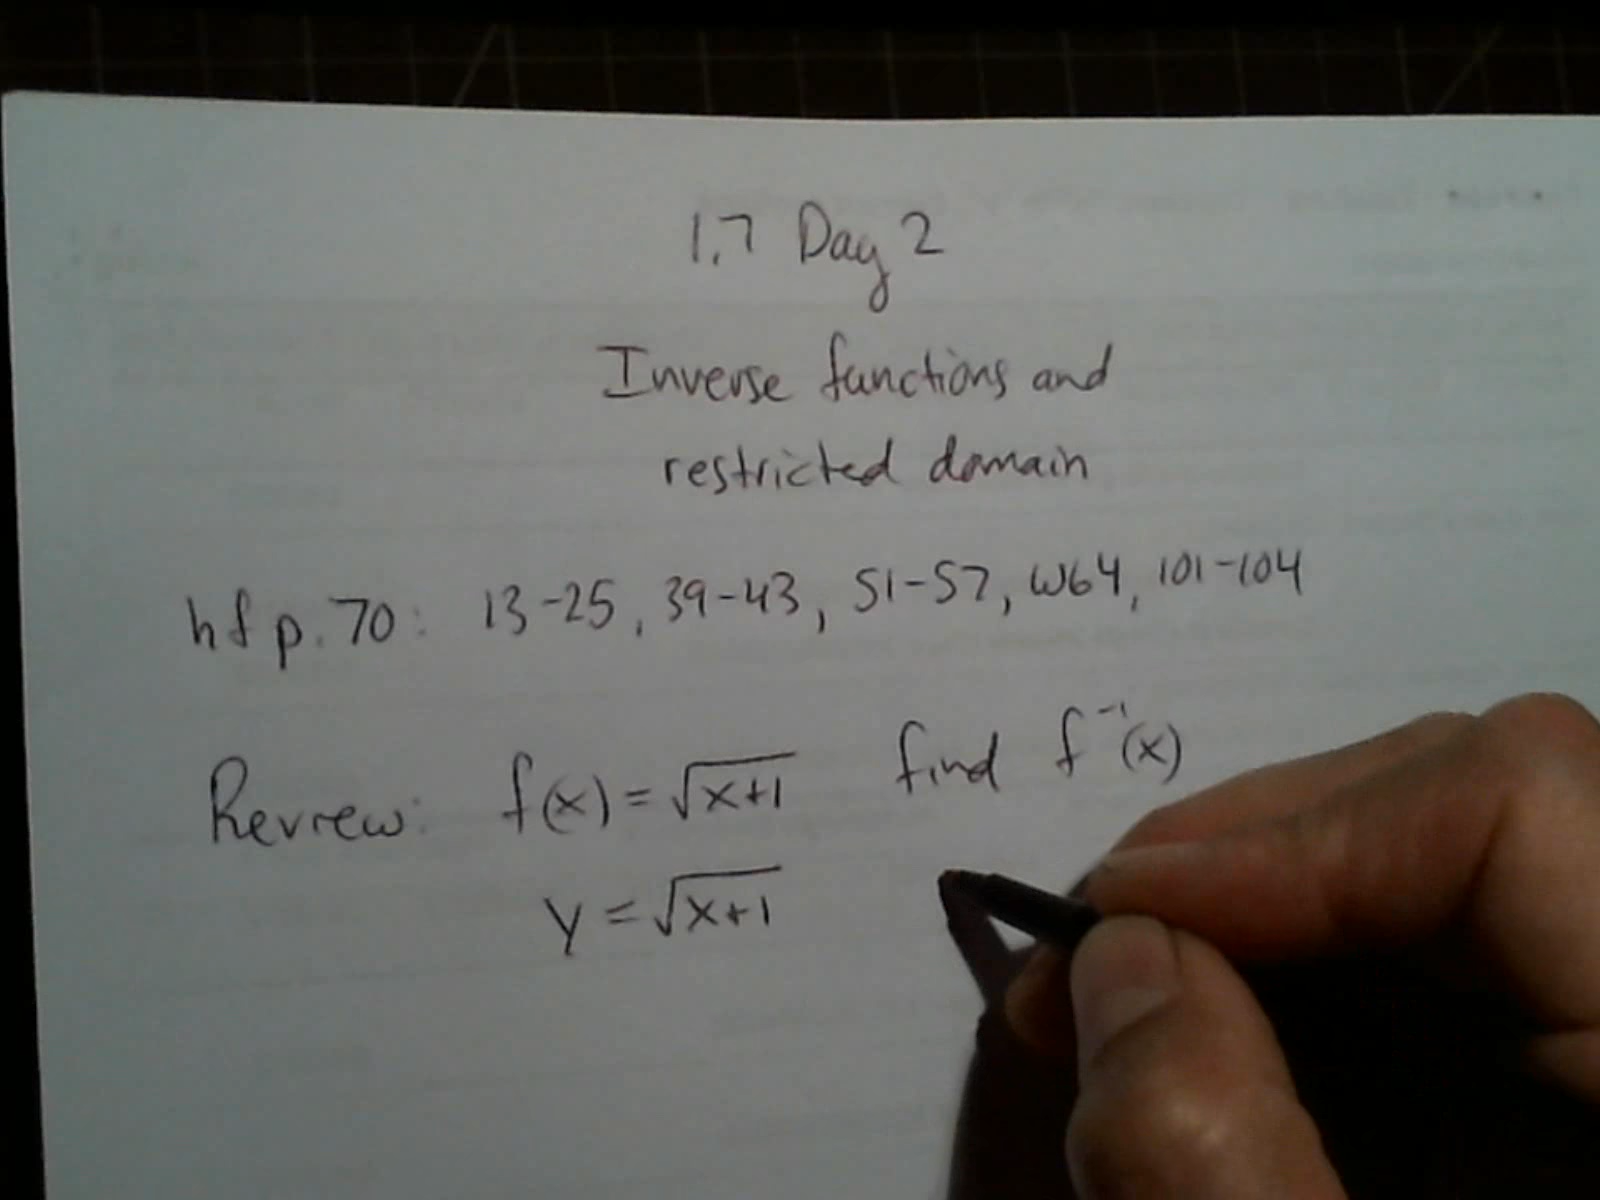 1.7 Day 2
Inverse functions and
restricted domain
hf p. 70: 13-25, 39-43, 51-57, W64, 101-104
Review: f(x) = √x+1 find f⁻¹(x)
y = √x+1